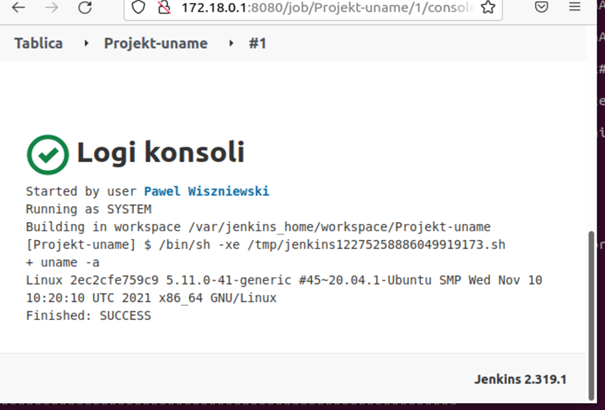 172.18.0.1:8080/job/Projekt-uname/1/conso
Tablica
Projekt-uname
#1
Logi konsoli
Started by user Pawel Wiszniewski
Running as SYSTEM
Building in workspace /var/jenkins_home/workspace/Projekt-uname
[Projekt-uname] $ /bin/sh -xe /tmp/jenkins12275258886049919173.sh
+ uname -a
Linux 2ec2cfe759c9 5.11.0-41-generic #45~20.04.1-Ubuntu SMP Wed Nov 10
10:20:10 UTC 2021 x86_64 GNU/Linux
Finished: SUCCESS
Jenkins 2.319.1